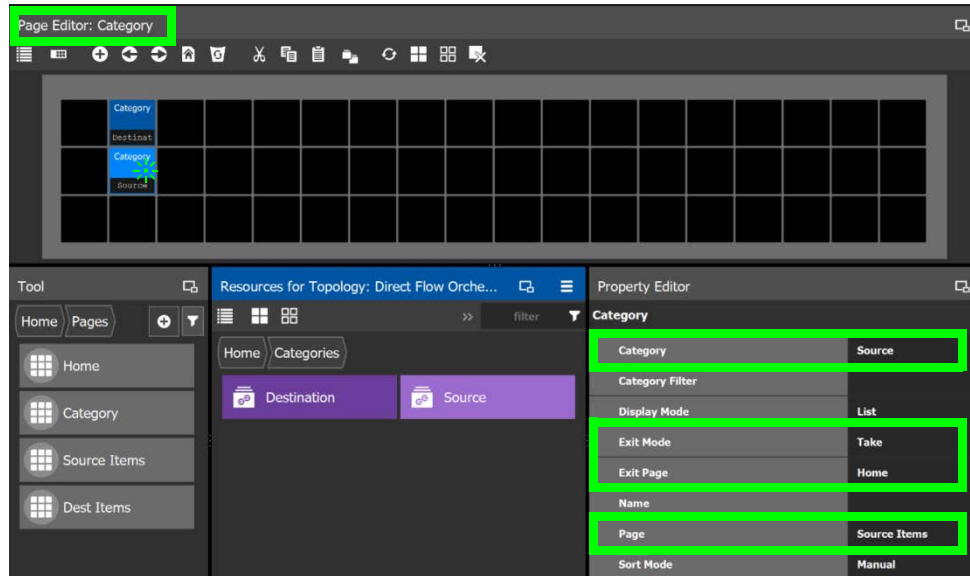 Page Editor: Category
Category
Destinat
Category
Source
Tool
Resources for Topology: Direct Flow Orche...
Property Editor
Home Pages
>> filter
Category
Home
Category
Source Items
Dest Items
Home Categories
Destination Source
Category Source
Category Filter
Display Mode List
Exit Mode Take
Exit Page Home
Name
Page Source Items
Sort Mode Manual